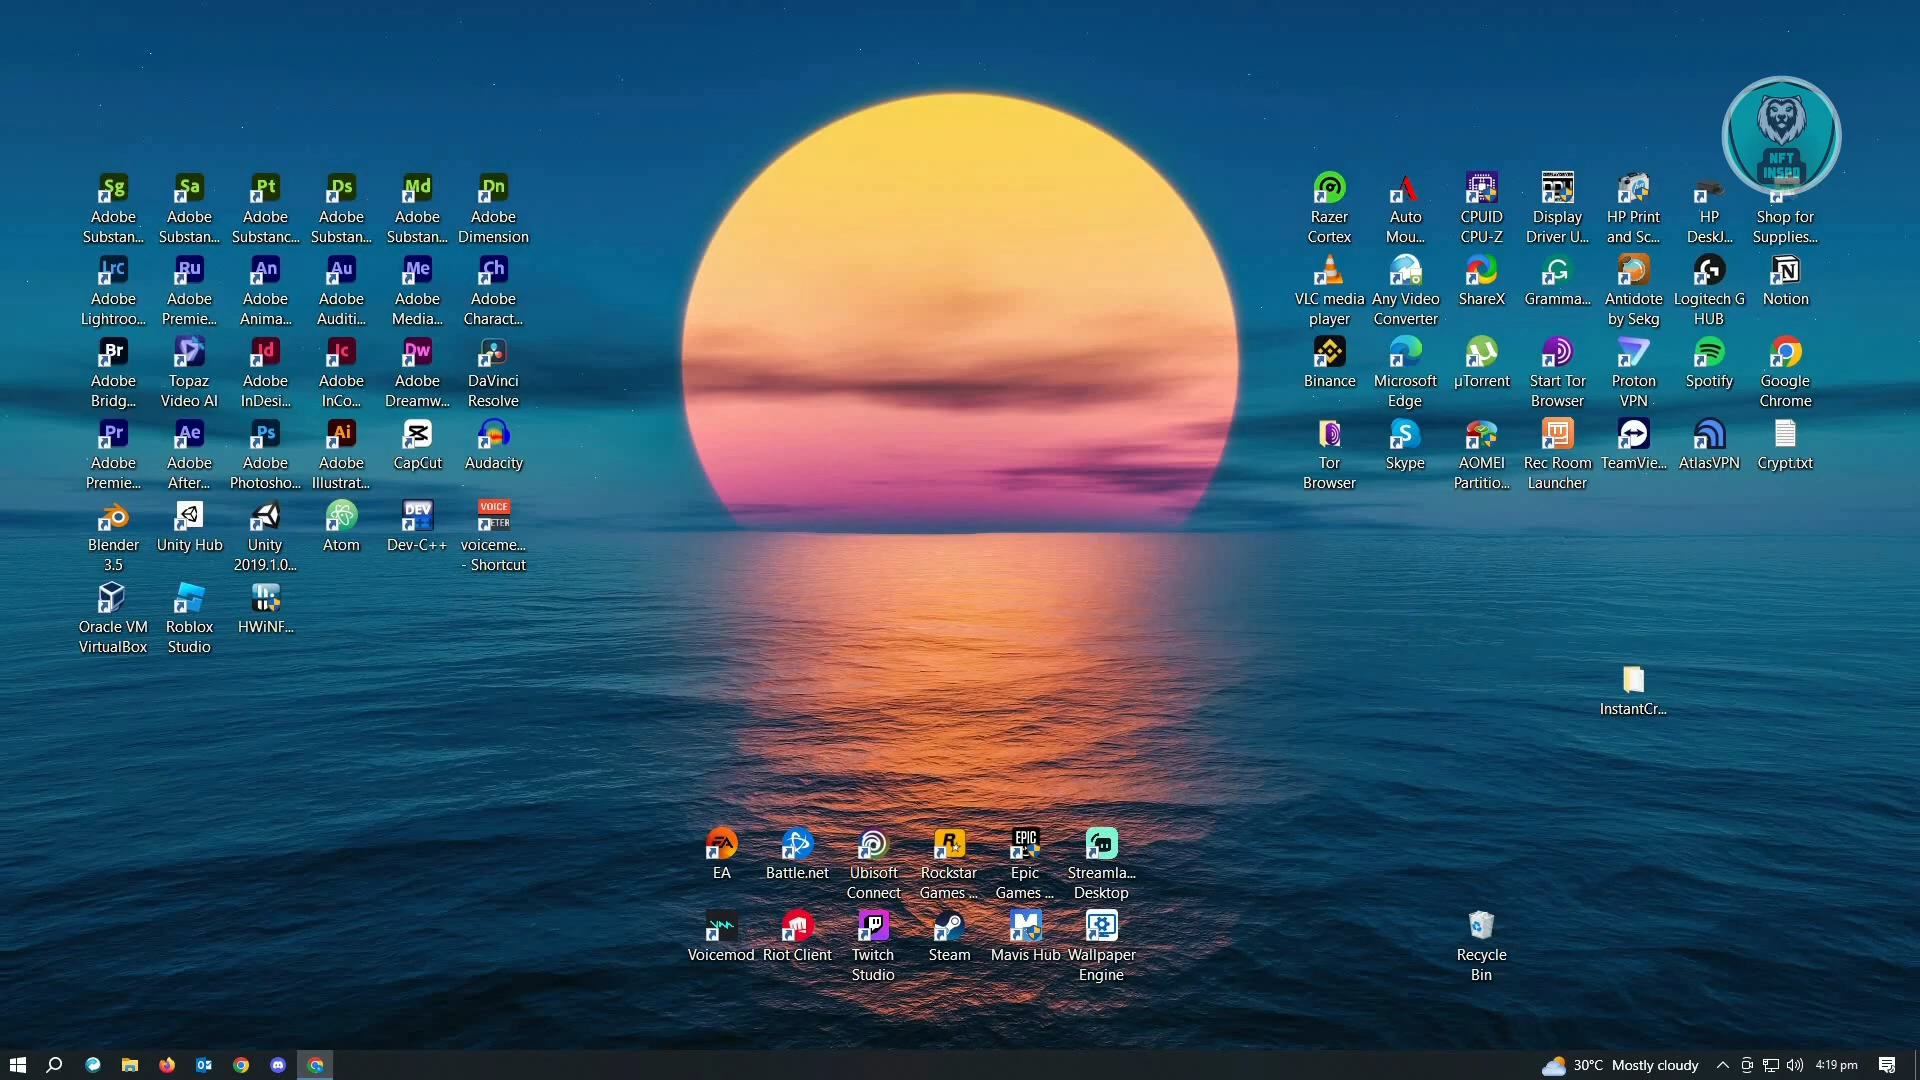 NFT
INSPO
Sg Sa Pt Ds Md Dn
Adobe Substan...
Adobe Substan...
Adobe Substanc...
Adobe Substan...
Adobe Substan...
Adobe Dimension
Lrc Ru An Au Me Ch
Adobe Lightroo...
Adobe Premie...
Adobe Anima...
Adobe Auditi...
Adobe Media...
Adobe Charact...
Br Id Ic Dw
Adobe Bridg...
Topaz Video AI
Adobe InDesi...
Adobe InCo...
Adobe Dreamw...
DaVinci Resolve
Pr Ae Ps Ai
Adobe Premie...
Adobe After...
Adobe Photosho...
Adobe Illustrat...
CapCut
Audacity
DEV
VOICE
Blender 3.5
Unity Hub
Unity 2019.1.0...
Atom
Dev-C++
voiceme... - Shortcut
Oracle VM VirtualBox
Roblox Studio
HWiNF...
Razer Cortex
Auto Mou...
CPUID CPU-Z
Display Driver U...
HP Print and Sc...
HP DeskJ...
Shop for Supplies...
VLC media player
Any Video Converter
ShareX
Gramma...
Antidote by Sekg
Logitech G HUB
Notion
Binance
Microsoft Edge
µTorrent
Start Tor Browser
Proton VPN
Spotify
Google Chrome
Tor Browser
Skype
AOMEI Partitio...
Rec Room Launcher
TeamVie...
AtlasVPN
Crypt.txt
InstantCr...
EA
EPIC
EA
Battle.net
Ubisoft Connect
Rockstar Games ...
Epic Games ...
Streamla... Desktop
Voicemod
Riot Client
Twitch Studio
Steam
Mavis Hub
Wallpaper Engine
Recycle Bin
30°C Mostly cloudy
4:19 pm